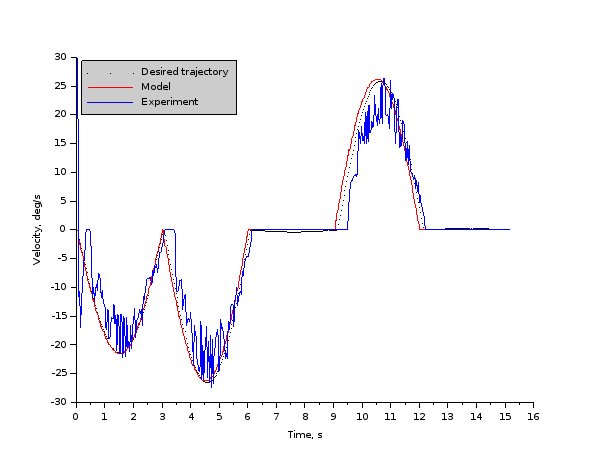 30
25
20
15
10
5
0
-5
-10
-15
-20
-25
-30
Velocity, deg/s
Desired trajectory
Model
Experiment
0 1 2 3 4 5 6 7 8 9 10 11 12 13 14 15 16
Time, s